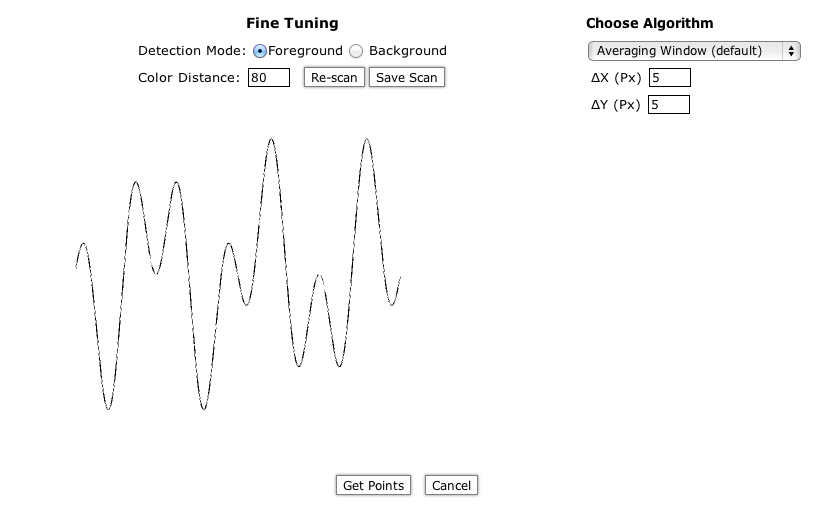 Fine Tuning
Detection Mode: Foreground Background
Color Distance: 80 Re-scan Save Scan
Choose Algorithm
Averaging Window (default)
ΔX (Px) 5
ΔY (Px) 5
Get Points Cancel